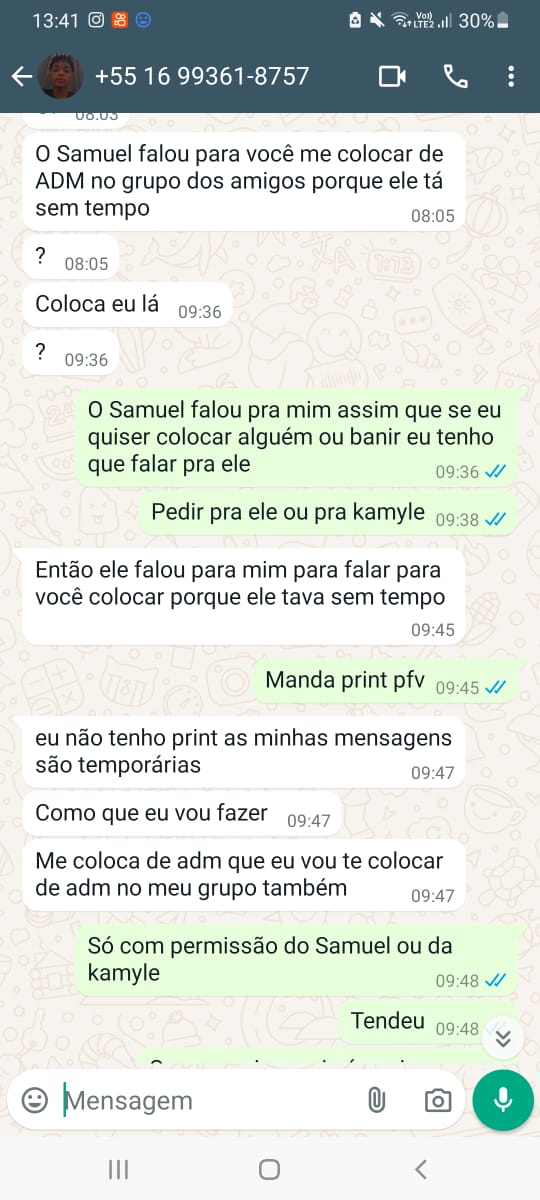 13:41 Voo) LTE2 30%
+55 16 99361-8757
08:03
O Samuel falou para você me colocar de
ADM no grupo dos amigos porque ele tá
sem tempo
08:05
? 08:05
Coloca eu lá 09:36
? 09:36
O Samuel falou pra mim assim que se eu
quiser colocar alguém ou banir eu tenho
que falar pra ele
09:36
Pedir pra ele ou pra kamyle 09:38
Então ele falou para mim para falar para
você colocar porque ele tava sem tempo
09:45
Manda print pfv 09:45
eu não tenho print as minhas mensagens
são temporárias
09:47
Como que eu vou fazer 09:47
Me coloca de adm que eu vou te colocar
de adm no meu grupo também
09:47
Só com permissão do Samuel ou da
kamyle
09:48
Tendeu 09:48
Mensagem